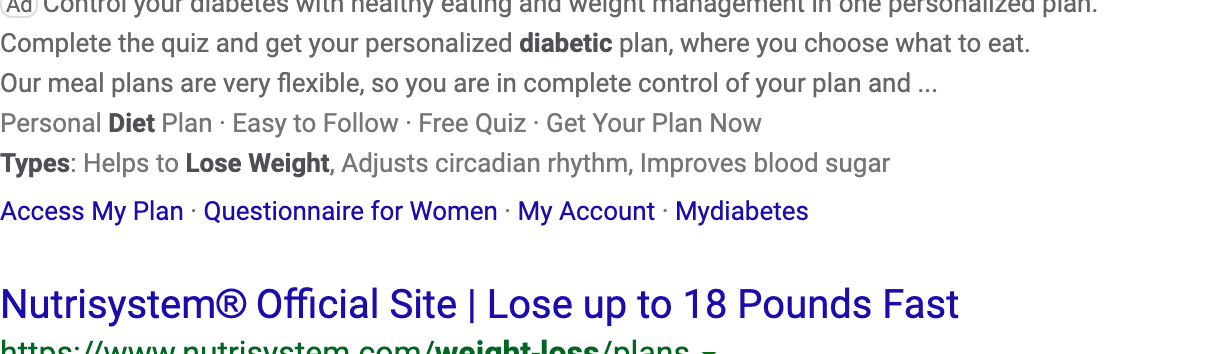 Ad Control your diabetes with healthy eating and weight management in one personalized plan.
Complete the quiz and get your personalized diabetic plan, where you choose what to eat.
Our meal plans are very flexible, so you are in complete control of your plan and ...
Personal Diet Plan · Easy to Follow · Free Quiz · Get Your Plan Now
Types: Helps to Lose Weight, Adjusts circadian rhythm, Improves blood sugar
Access My Plan · Questionnaire for Women · My Account · Mydiabetes
Nutrisystem® Official Site | Lose up to 18 Pounds Fast
https://www.nutrisystem.com/weight-loss/plans